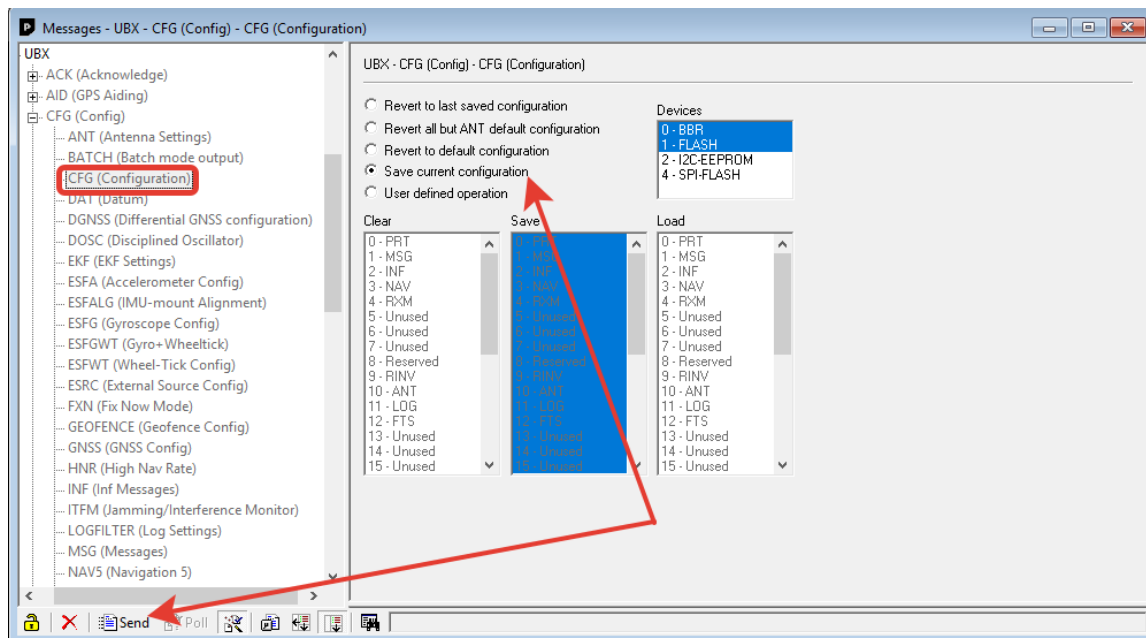 Messages - UBX - CFG (Config) - CFG (Configuration)
UBX
ACK (Acknowledge)
AID (GPS Aiding)
CFG (Config)
ANT (Antenna Settings)
BATCH (Batch mode output)
CFG (Configuration)
DAT (Datum)
DGNSS (Differential GNSS configuration)
DOSC (Disciplined Oscillator)
EKF (EKF Settings)
ESFA (Accelerometer Config)
ESFALG (IMU-mount Alignment)
ESFG (Gyroscope Config)
ESFGWT (Gyro+Wheeltick)
ESFWT (Wheel-Tick Config)
ESRC (External Source Config)
FXN (Fix Now Mode)
GEOFENCE (Geofence Config)
GNSS (GNSS Config)
HNR (High Nav Rate)
INF (Inf Messages)
ITFM (Jamming/Interference Monitor)
LOGFILTER (Log Settings)
MSG (Messages)
NAV5 (Navigation 5)
UBX - CFG (Config) - CFG (Configuration)
Revert to last saved configuration
Revert all but ANT default configuration
Revert to default configuration
Save current configuration
User defined operation
Devices
0 - BBR
1 - FLASH
2 - I2C-EEPROM
4 - SPI-FLASH
Clear
0 - PRT
1 - MSG
2 - INF
3 - NAV
4 - RXM
5 - Unused
6 - Unused
7 - Unused
8 - Reserved
9 - RINV
10 - ANT
11 - LOG
12 - FTS
13 - Unused
14 - Unused
15 - Unused
Save
0 - PRT
1 - MSG
2 - INF
3 - NAV
4 - RXM
5 - Unused
6 - Unused
7 - Unused
8 - Reserved
9 - RINV
10 - ANT
11 - LOG
12 - FTS
13 - Unused
14 - Unused
15 - Unused
Load
0 - PRT
1 - MSG
2 - INF
3 - NAV
4 - RXM
5 - Unused
6 - Unused
7 - Unused
8 - Reserved
9 - RINV
10 - ANT
11 - LOG
12 - FTS
13 - Unused
14 - Unused
15 - Unused
Send
Poll